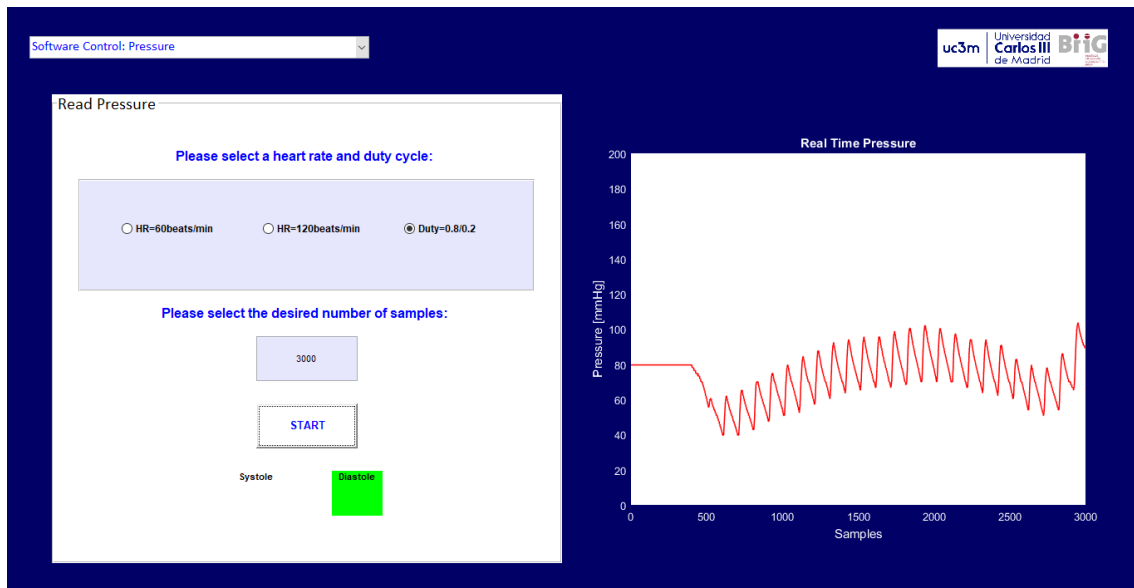 Software Control: Pressure
uc3m
Universidad
Carlos III
de Madrid
BiiG
Read Pressure
Please select a heart rate and duty cycle:
HR=60beats/min
HR=120beats/min
Duty=0.8/0.2
Please select the desired number of samples:
3000
START
Systole
Diastole
Real Time Pressure
Pressure [mmHg]
200
180
160
140
120
100
80
60
40
20
0
0 500 1000 1500 2000 2500 3000
Samples